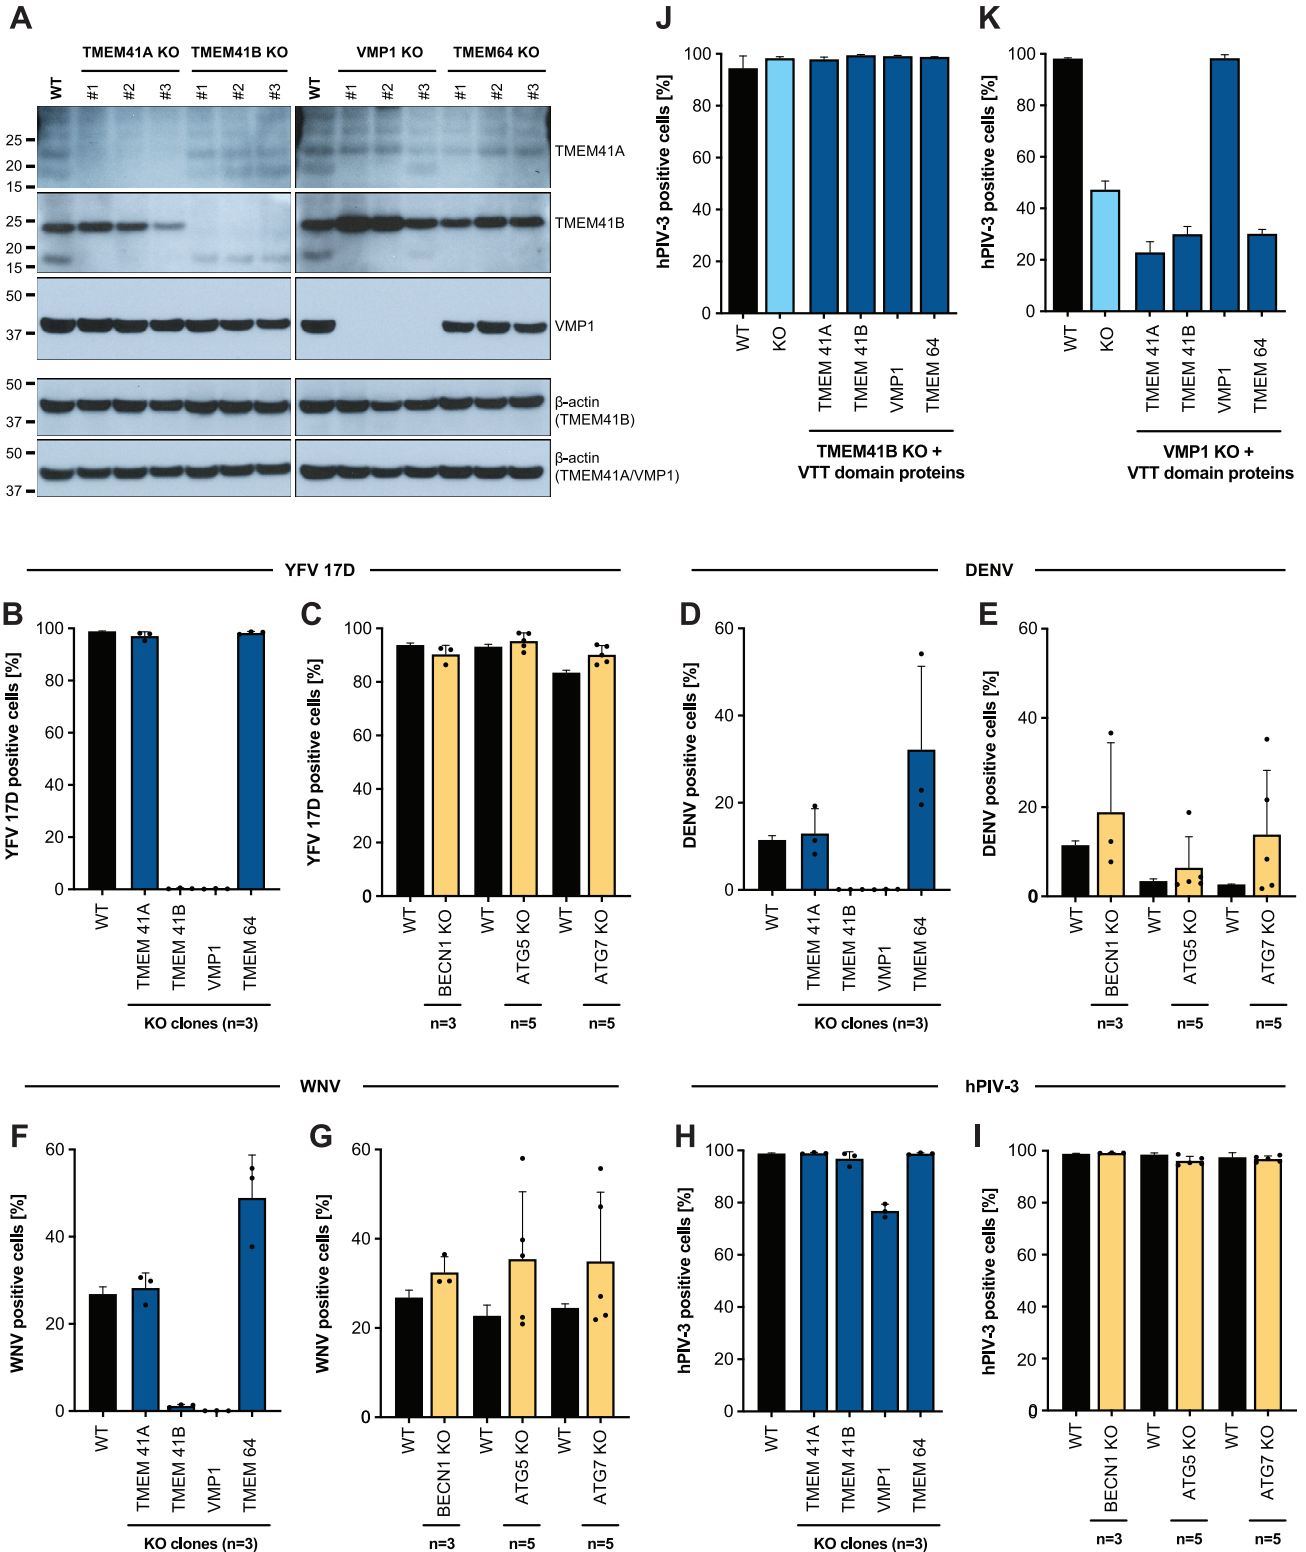 A
TMEM41A KO TMEM41B KO VMP1 KO TMEM64 KO
WT #1 #2 #3 #1 #2 #3 WT #1 #2 #3 #1 #2 #3
25
20
15
TMEM41A
25
20
15
TMEM41B
50
37
VMP1
50
37
β-actin
(TMEM41B)
50
37
β-actin
(TMEM41A/VMP1)
J
hPIV-3 positive cells [%]
100
80
60
40
20
0
WT
KO
TMEM 41A
TMEM 41B
VMP1
TMEM 64
TMEM41B KO +
VTT domain proteins
K
hPIV-3 positive cells [%]
100
80
60
40
20
0
WT
KO
TMEM 41A
TMEM 41B
VMP1
TMEM 64
VMP1 KO +
VTT domain proteins
YFV 17D
B
YFV 17D positive cells [%]
100
80
60
40
20
0
WT
TMEM 41A
TMEM 41B
VMP1
TMEM 64
KO clones (n=3)
C
YFV 17D positive cells [%]
100
80
60
40
20
0
WT
BECN1 KO
WT
ATG5 KO
WT
ATG7 KO
n=3 n=5 n=5
DENV
D
DENV positive cells [%]
60
40
20
0
WT
TMEM 41A
TMEM 41B
VMP1
TMEM 64
KO clones (n=3)
E
DENV positive cells [%]
60
40
20
0
WT
BECN1 KO
WT
ATG5 KO
WT
ATG7 KO
n=3 n=5 n=5
WNV
F
WNV positive cells [%]
60
40
20
0
WT
TMEM 41A
TMEM 41B
VMP1
TMEM 64
KO clones (n=3)
G
WNV positive cells [%]
60
40
20
0
WT
BECN1 KO
WT
ATG5 KO
WT
ATG7 KO
n=3 n=5 n=5
hPIV-3
H
hPIV-3 positive cells [%]
100
80
60
40
20
0
WT
TMEM 41A
TMEM 41B
VMP1
TMEM 64
KO clones (n=3)
I
hPIV-3 positive cells [%]
100
80
60
40
20
0
WT
BECN1 KO
WT
ATG5 KO
WT
ATG7 KO
n=3 n=5 n=5